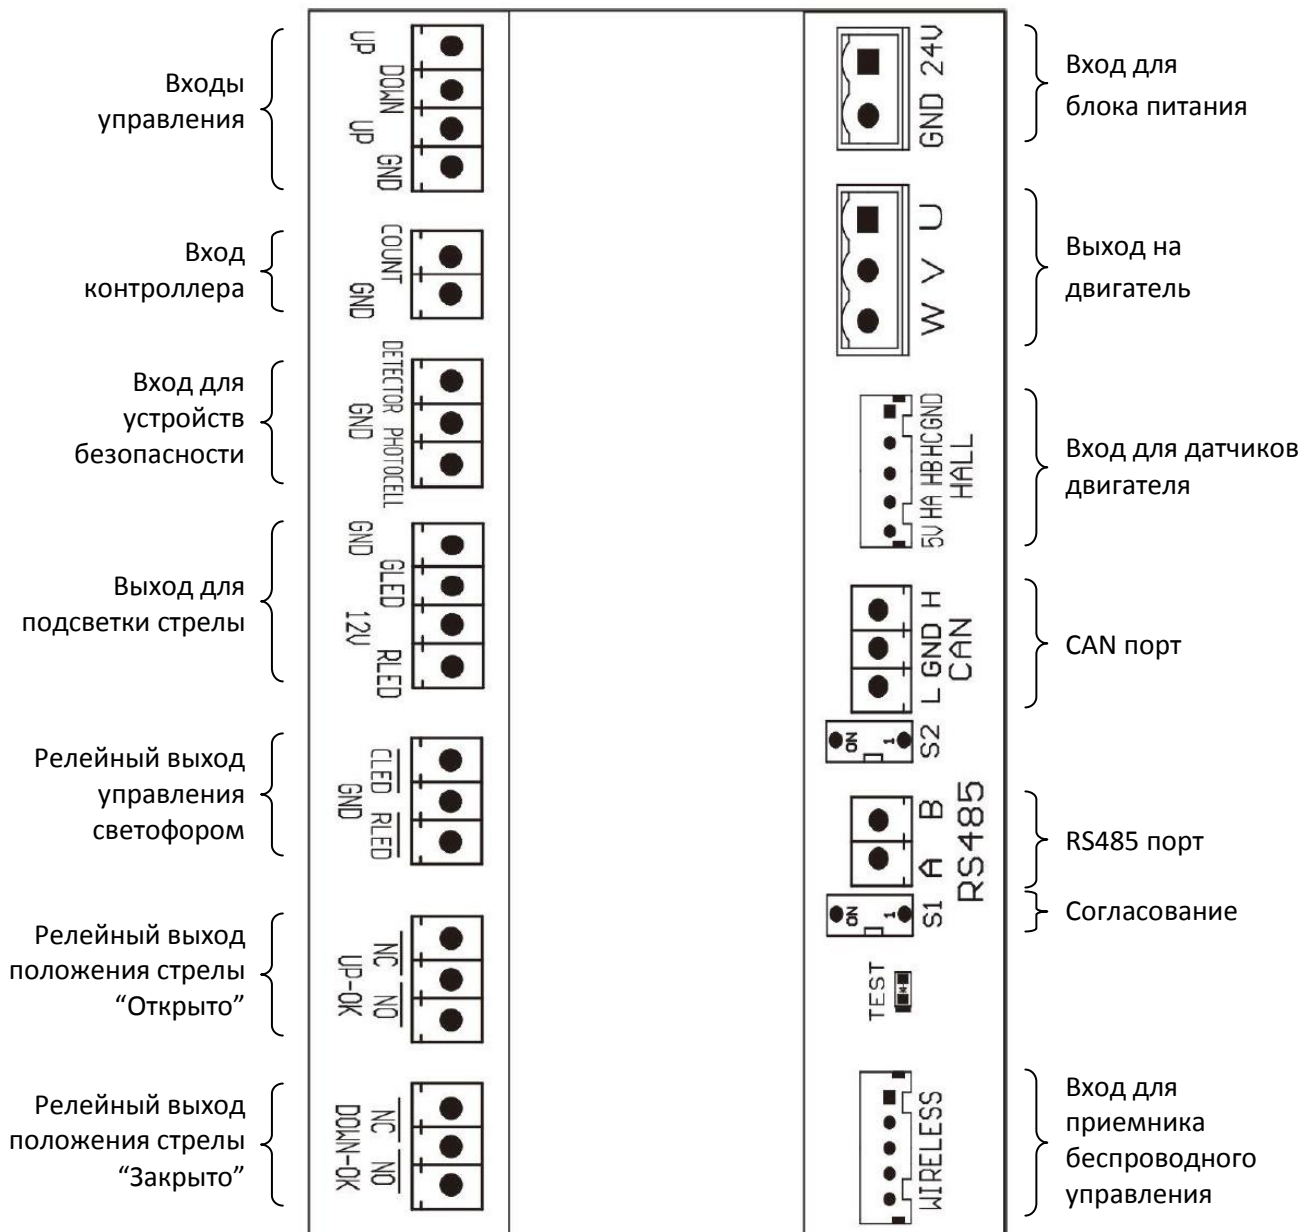 Входы
управления
UP
DOWN
UP
GND
Вход
контроллера
COUNT
GND
Вход для
устройств
безопасности
DETECTOR
GND
PHOTOCELL
Выход для
подсветки стрелы
GND
GLED
12V
RLED
Релейный выход
управления
светофором
CLED
GND
RLED
Релейный выход
положения стрелы
“Открыто”
NC
UP-OK
NO
Релейный выход
положения стрелы
“Закрыто”
NC
DOWN-OK
NO
GND 24V
Вход для
блока питания
W V U
Выход на
двигатель
5V HA HB HC GND
HALL
Вход для датчиков
двигателя
L GND H
CAN
CAN порт
ON 1
S2
A B
RS485
RS485 порт
ON 1
S1
Согласование
TEST
WIRELESS
Вход для
приемника
беспроводного
управления